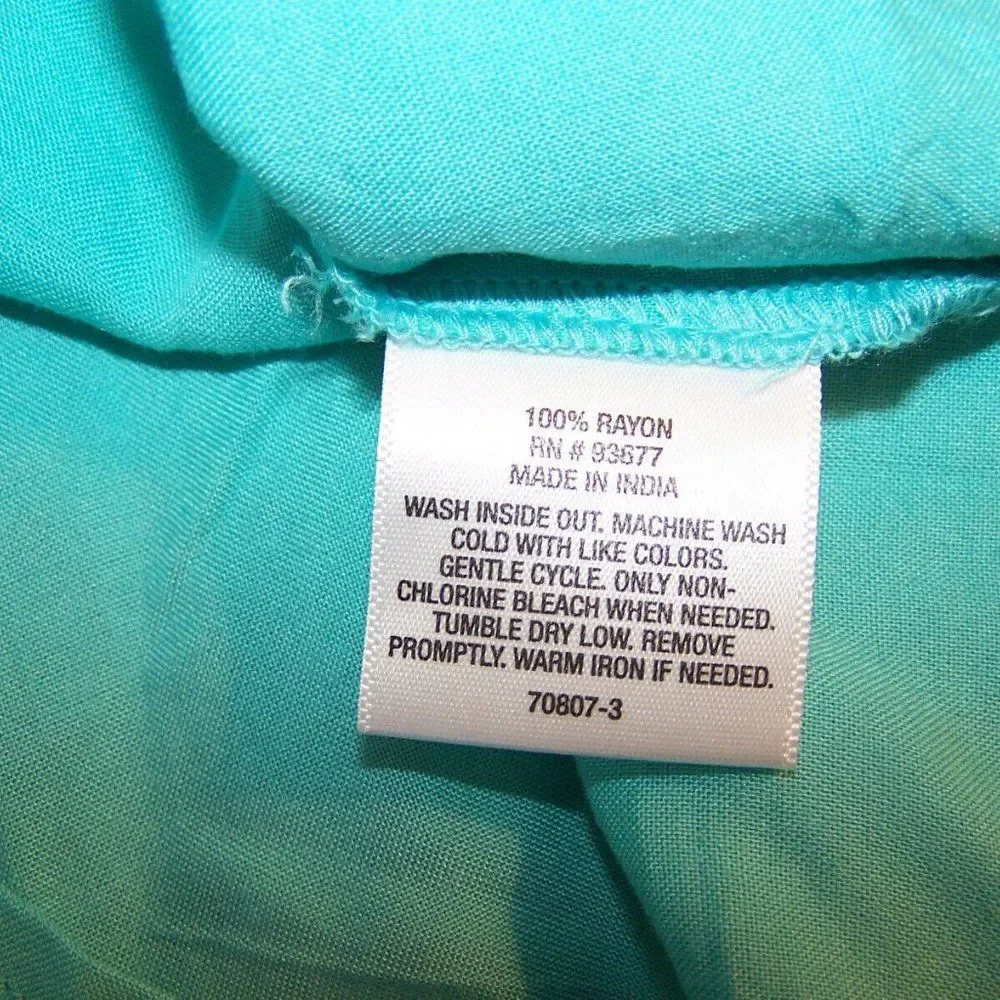 100% RAYON
RN # 93677
MADE IN INDIA
WASH INSIDE OUT. MACHINE WASH
COLD WITH LIKE COLORS.
GENTLE CYCLE. ONLY NON-
CHLORINE BLEACH WHEN NEEDED.
TUMBLE DRY LOW. REMOVE
PROMPTLY. WARM IRON IF NEEDED.
70807-3